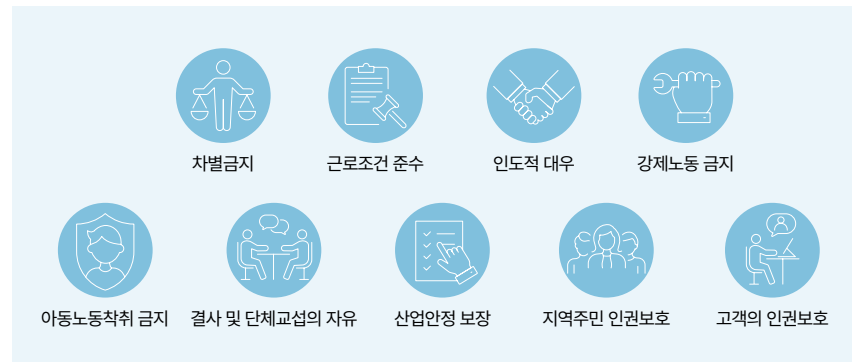 차별금지
근로조건 준수
인도적 대우
강제노동 금지
아동노동착취 금지
결사 및 단체교섭의 자유
산업안정 보장
지역주민 인권보호
고객의 인권보호